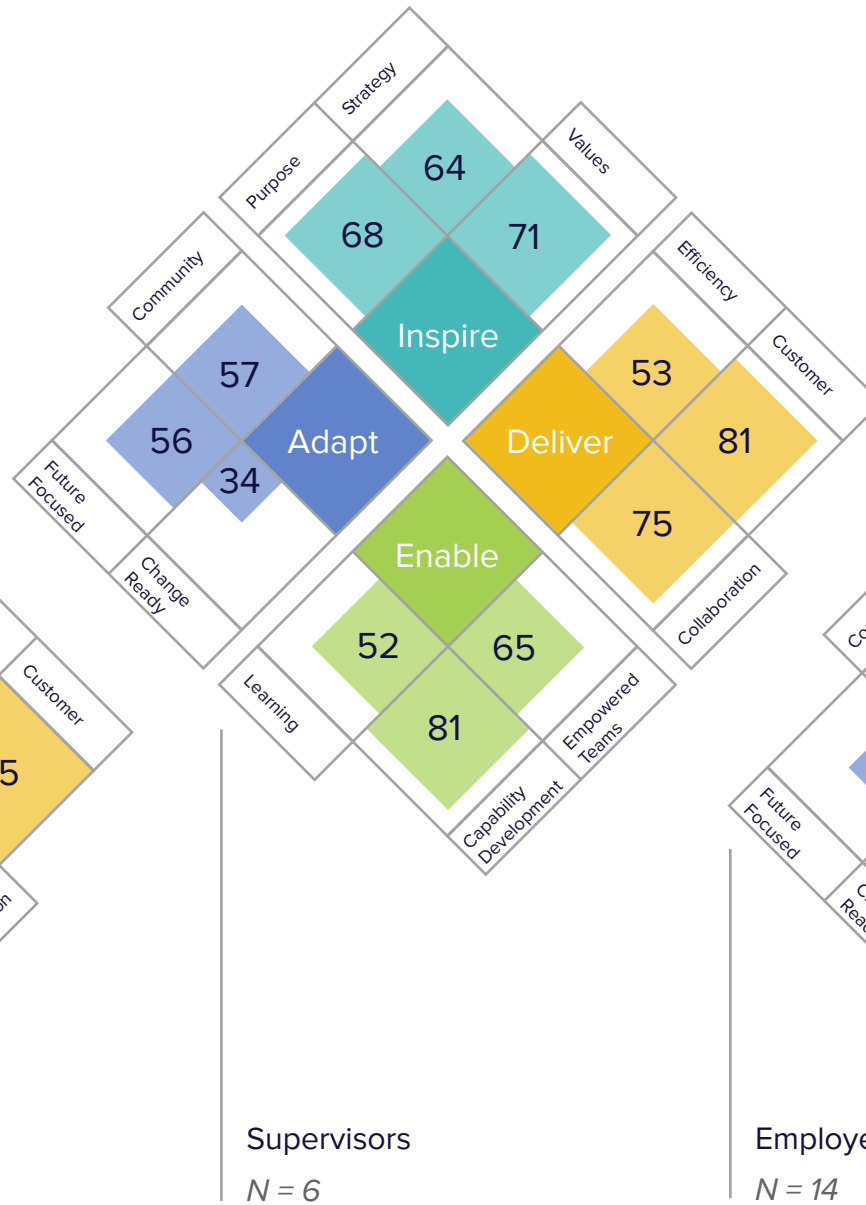 Strategy
Purpose
Values
64
68
71
Inspire
Community
Efficiency
Customer
57
56
34
Adapt
53
81
75
Deliver
Future
Focused
Change
Ready
Collaboration
Enable
52
65
81
Learning
Empowered
Teams
Capability
Development
Customer
5
Future
Focused
Supervisors
N = 6
N = 14